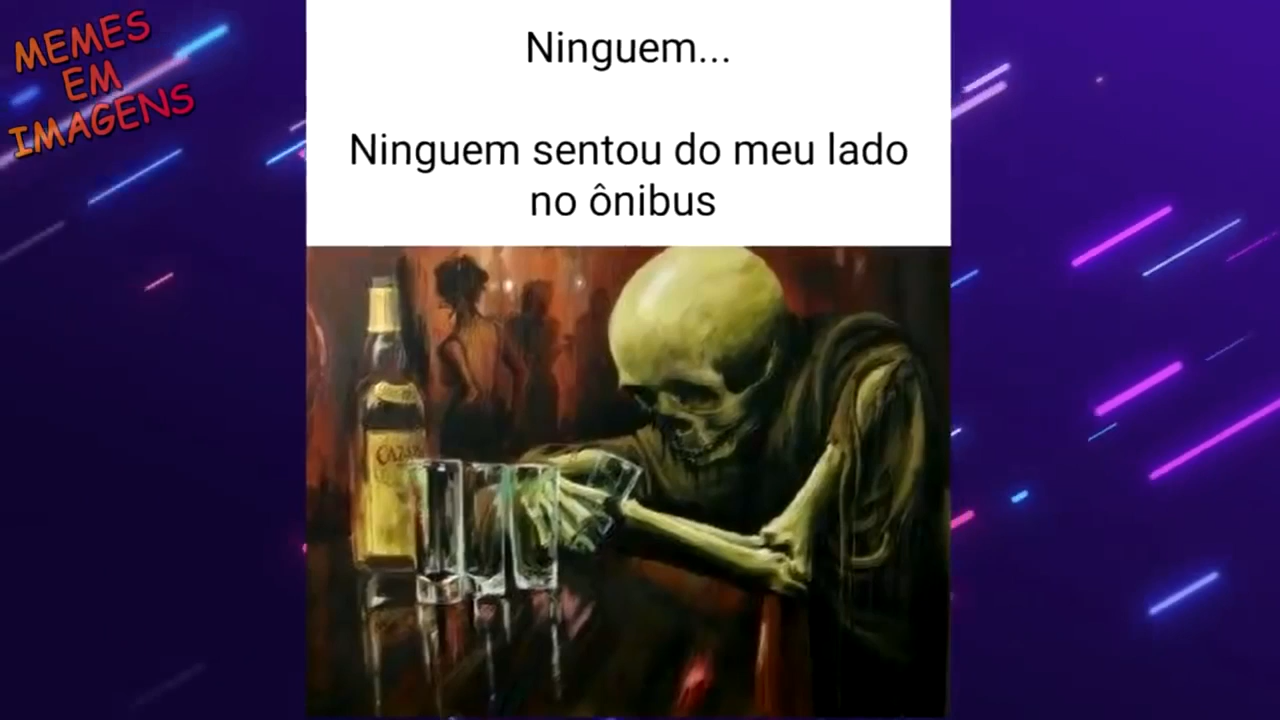 MEMES
EM
IMAGENS
Ninguem...
Ninguem sentou do meu lado
no ônibus